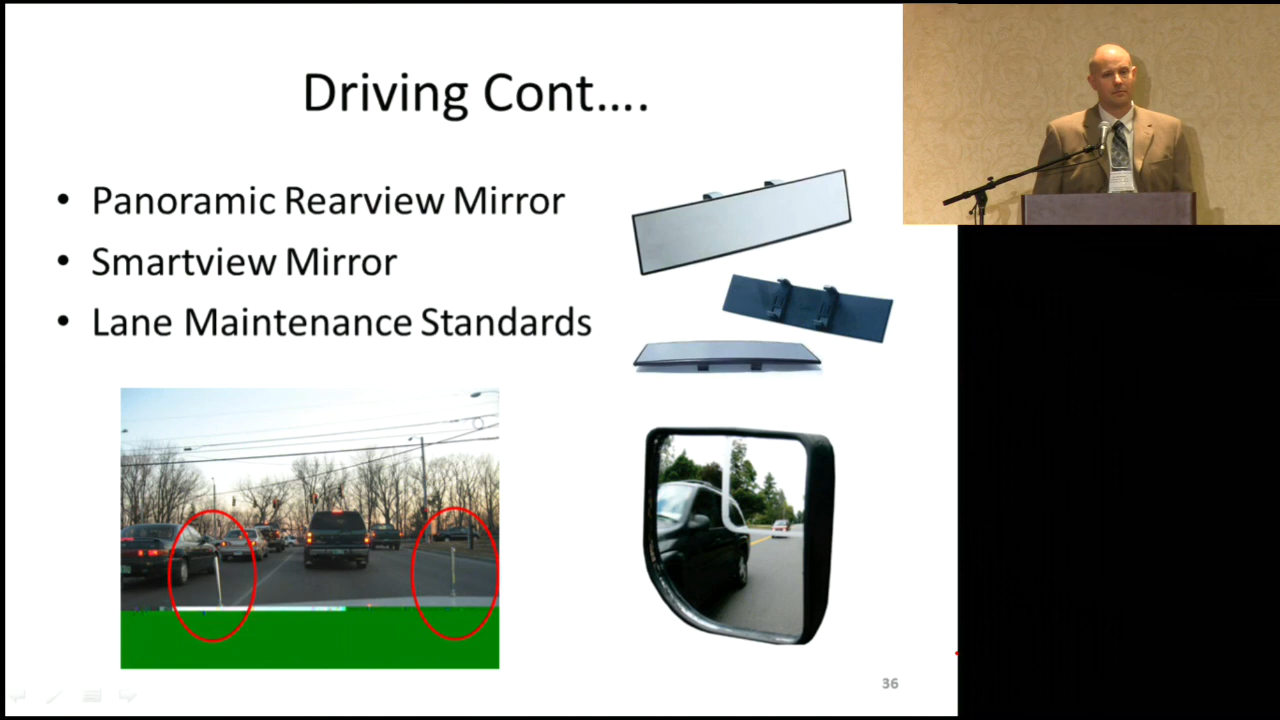 Driving Cont....
• Panoramic Rearview Mirror
• Smartview Mirror
• Lane Maintenance Standards
36